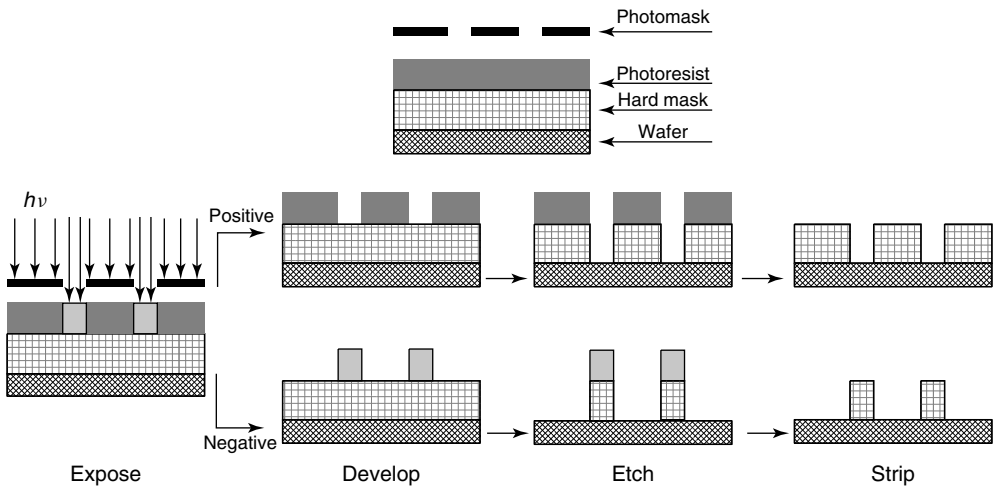 Photomask
Photoresist
Hard mask
Wafer
hν
Positive
Negative
Expose
Develop
Etch
Strip